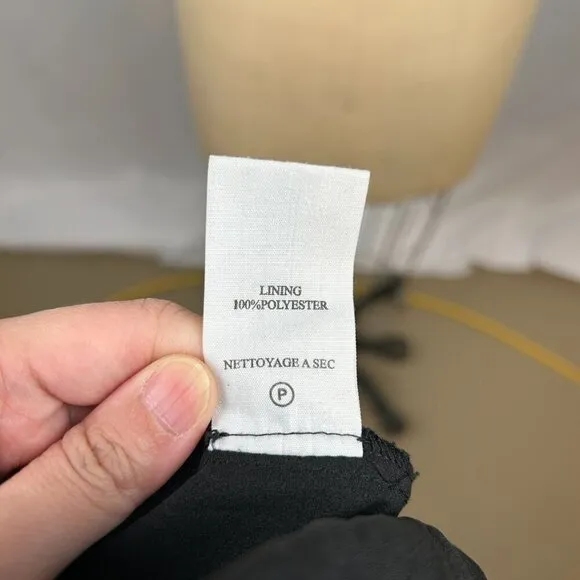 LINING
100%POLYESTER
NETTOYAGE A SEC
P